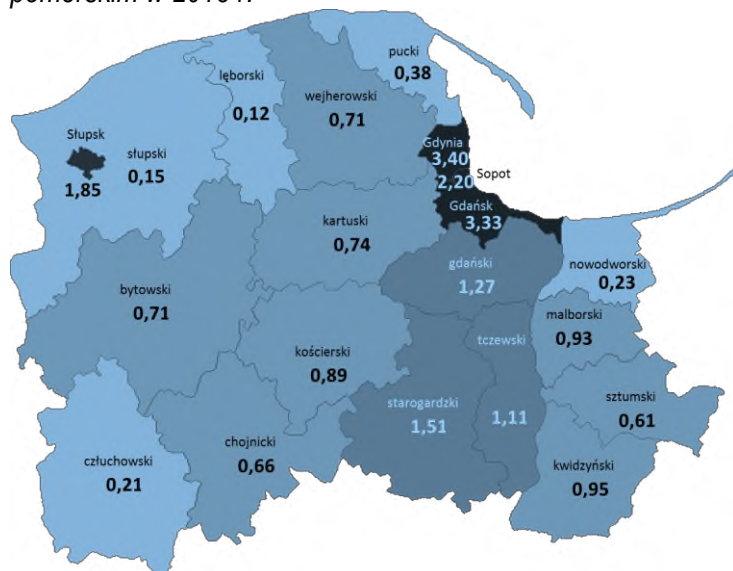 pomorskim w 2016 r.
pucki
0,38
lęborski
0,12
wejherowski
0,71
Słupsk
1,85
słupski
0,15
Gdynia
3,40
2,20
Sopot
Gdańsk
3,33
kartuski
0,74
gdański
1,27
nowodworski
0,23
bytowski
0,71
malborski
0,93
kościerski
0,89
tczewski
1,11
starogardzki
1,51
sztumski
0,61
chojnicki
0,66
człuchowski
0,21
kwidzyński
0,95